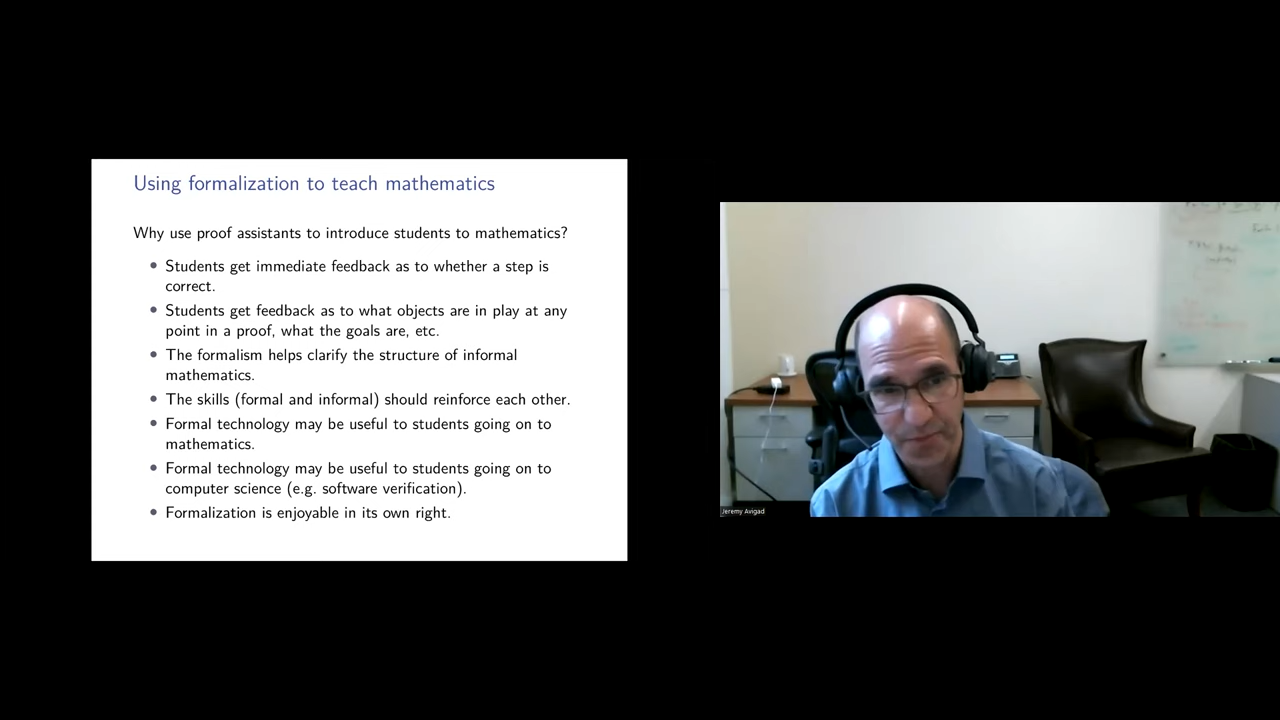 Using formalization to teach mathematics
Why use proof assistants to introduce students to mathematics?
• Students get immediate feedback as to whether a step is
correct.
• Students get feedback as to what objects are in play at any
point in a proof, what the goals are, etc.
• The formalism helps clarify the structure of informal
mathematics.
• The skills (formal and informal) should reinforce each other.
• Formal technology may be useful to students going on to
mathematics.
• Formal technology may be useful to students going on to
computer science (e.g. software verification).
• Formalization is enjoyable in its own right.
Jeremy Avigad